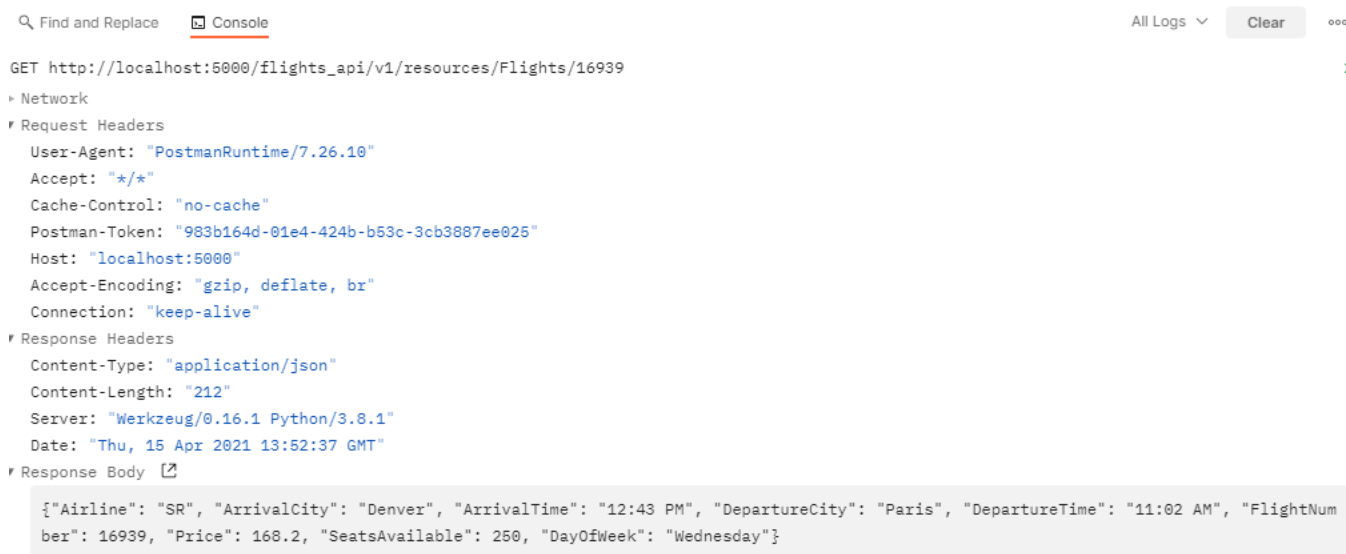 Find and Replace Console All Logs Clear
GET http://localhost:5000/flights_api/v1/resources/Flights/16939
Network
Request Headers
User-Agent: "PostmanRuntime/7.26.10"
Accept: "*/*"
Cache-Control: "no-cache"
Postman-Token: "983b164d-01e4-424b-b53c-3cb3887ee025"
Host: "localhost:5000"
Accept-Encoding: "gzip, deflate, br"
Connection: "keep-alive"
Response Headers
Content-Type: "application/json"
Content-Length: "212"
Server: "Werkzeug/0.16.1 Python/3.8.1"
Date: "Thu, 15 Apr 2021 13:52:37 GMT"
Response Body
{"Airline": "SR", "ArrivalCity": "Denver", "ArrivalTime": "12:43 PM", "DepartureCity": "Paris", "DepartureTime": "11:02 AM", "FlightNum
ber": 16939, "Price": 168.2, "SeatsAvailable": 250, "DayOfWeek": "Wednesday"}